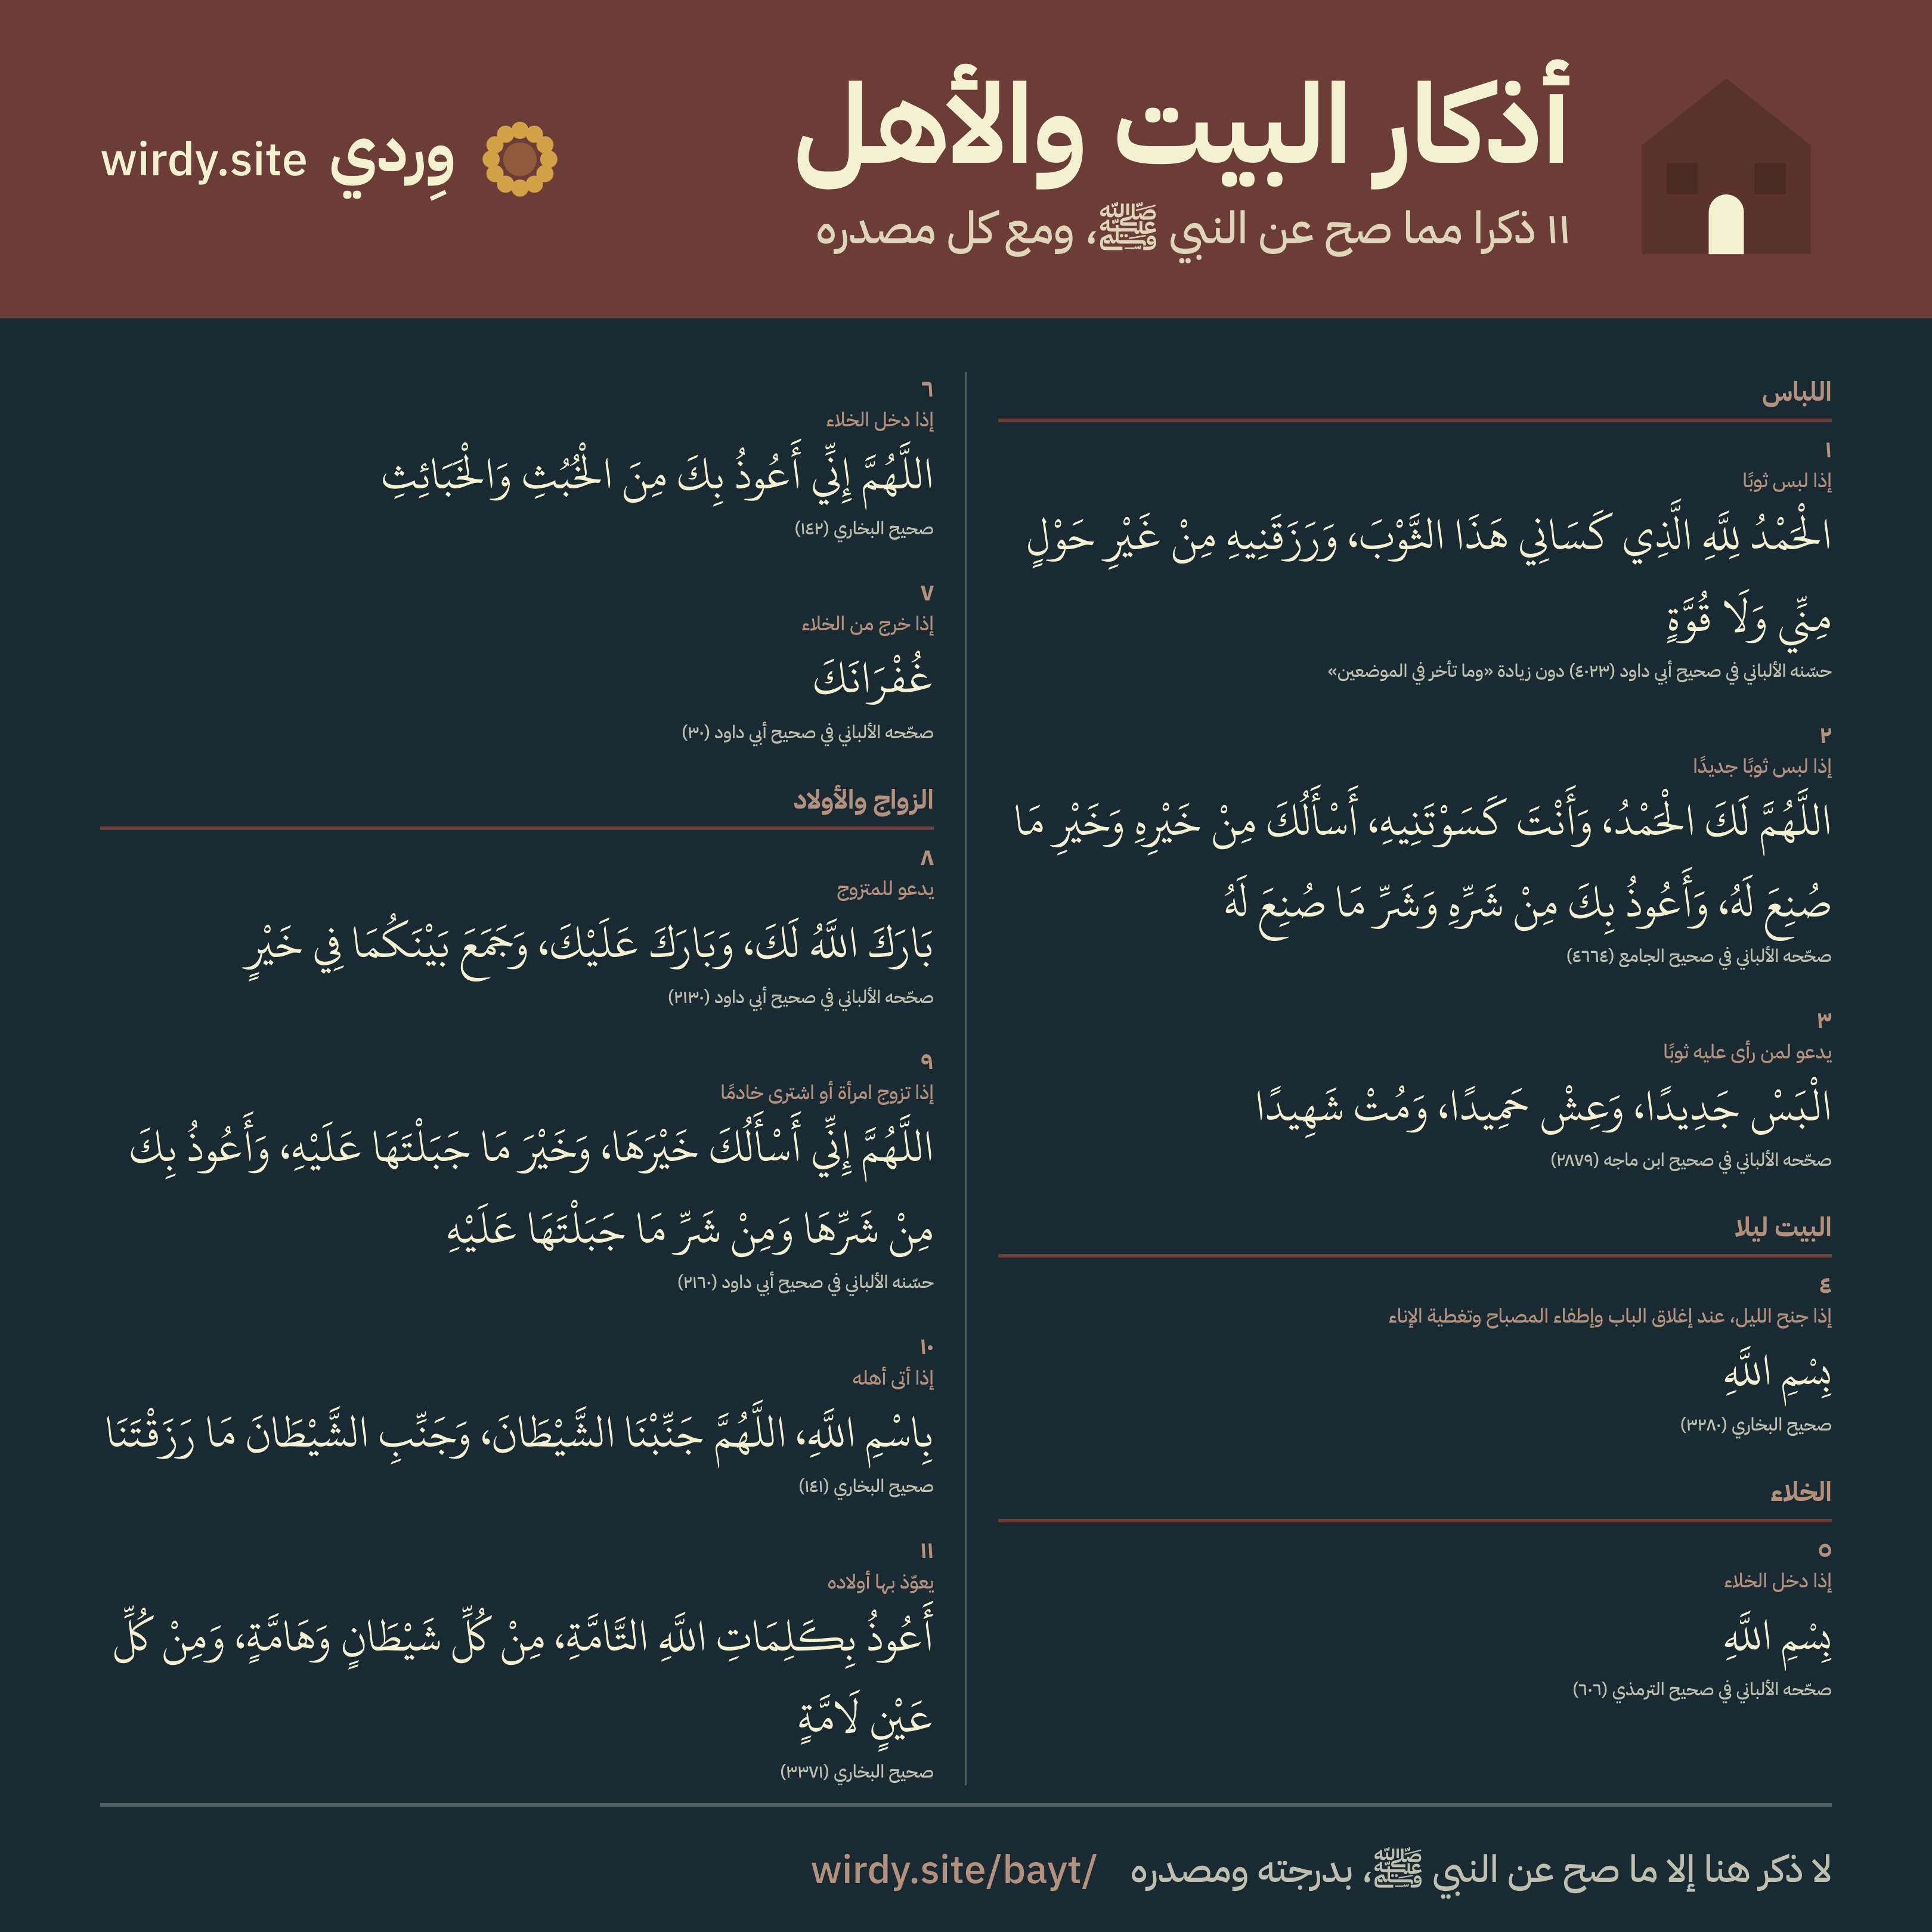 أذكار البيت والأهل
١١ ذكرا مما صح عن النبي ﷺ، ومع كل مصدره
وِردي wirdy.site
اللباس
١
إذا لبس ثوبًا
الْحَمْدُ لِلَّهِ الَّذِي كَسَانِي هَذَا الثَّوْبَ، وَرَزَقَنِيهِ مِنْ غَيْرِ حَوْلٍ
مِنِّي وَلَا قُوَّةٍ
حسّنه الألباني في صحيح أبي داود (٤٠٢٣) دون زيادة «وما تأخر في الموضعين»
٢
إذا لبس ثوبًا جديدًا
اللَّهُمَّ لَكَ الْحَمْدُ، وَأَنْتَ كَسَوْتَنِيهِ، أَسْأَلُكَ مِنْ خَيْرِهِ وَخَيْرِ مَا
صُنِعَ لَهُ، وَأَعُوذُ بِكَ مِنْ شَرِّهِ وَشَرِّ مَا صُنِعَ لَهُ
صحّحه الألباني في صحيح الجامع (٤٦٦٤)
٣
يدعو لمن رأى عليه ثوبًا
الْبَسْ جَدِيدًا، وَعِشْ حَمِيدًا، وَمُتْ شَهِيدًا
صحّحه الألباني في صحيح ابن ماجه (٢٨٧٩)
البيت ليلا
٤
إذا جنح الليل، عند إغلاق الباب وإطفاء المصباح وتغطية الإناء
بِسْمِ اللَّهِ
صحيح البخاري (٣٢٨٠)
الخلاء
٥
إذا دخل الخلاء
بِسْمِ اللَّهِ
صحّحه الألباني في صحيح الترمذي (٦٠٦)
٦
إذا دخل الخلاء
اللَّهُمَّ إِنِّي أَعُوذُ بِكَ مِنَ الْخُبُثِ وَالْخَبَائِثِ
صحيح البخاري (١٤٢)
٧
إذا خرج من الخلاء
غُفْرَانَكَ
صحّحه الألباني في صحيح أبي داود (٣٠)
الزواج والأولاد
٨
يدعو للمتزوج
بَارَكَ اللَّهُ لَكَ، وَبَارَكَ عَلَيْكَ، وَجَمَعَ بَيْنَكُمَا فِي خَيْرٍ
صحّحه الألباني في صحيح أبي داود (٢١٣٠)
٩
إذا تزوج امرأة أو اشترى خادمًا
اللَّهُمَّ إِنِّي أَسْأَلُكَ خَيْرَهَا، وَخَيْرَ مَا جَبَلْتَهَا عَلَيْهِ، وَأَعُوذُ بِكَ
مِنْ شَرِّهَا وَمِنْ شَرِّ مَا جَبَلْتَهَا عَلَيْهِ
حسّنه الألباني في صحيح أبي داود (٢١٦٠)
١٠
إذا أتى أهله
بِاسْمِ اللَّهِ، اللَّهُمَّ جَنِّبْنَا الشَّيْطَانَ، وَجَنِّبِ الشَّيْطَانَ مَا رَزَقْتَنَا
صحيح البخاري (١٤١)
١١
يعوّذ بها أولاده
أَعُوذُ بِكَلِمَاتِ اللَّهِ التَّامَّةِ، مِنْ كُلِّ شَيْطَانٍ وَهَامَّةٍ، وَمِنْ كُلِّ
عَيْنٍ لَامَّةٍ
صحيح البخاري (٣٣٧١)
لا ذكر هنا إلا ما صح عن النبي ﷺ، بدرجته ومصدره wirdy.site/bayt/